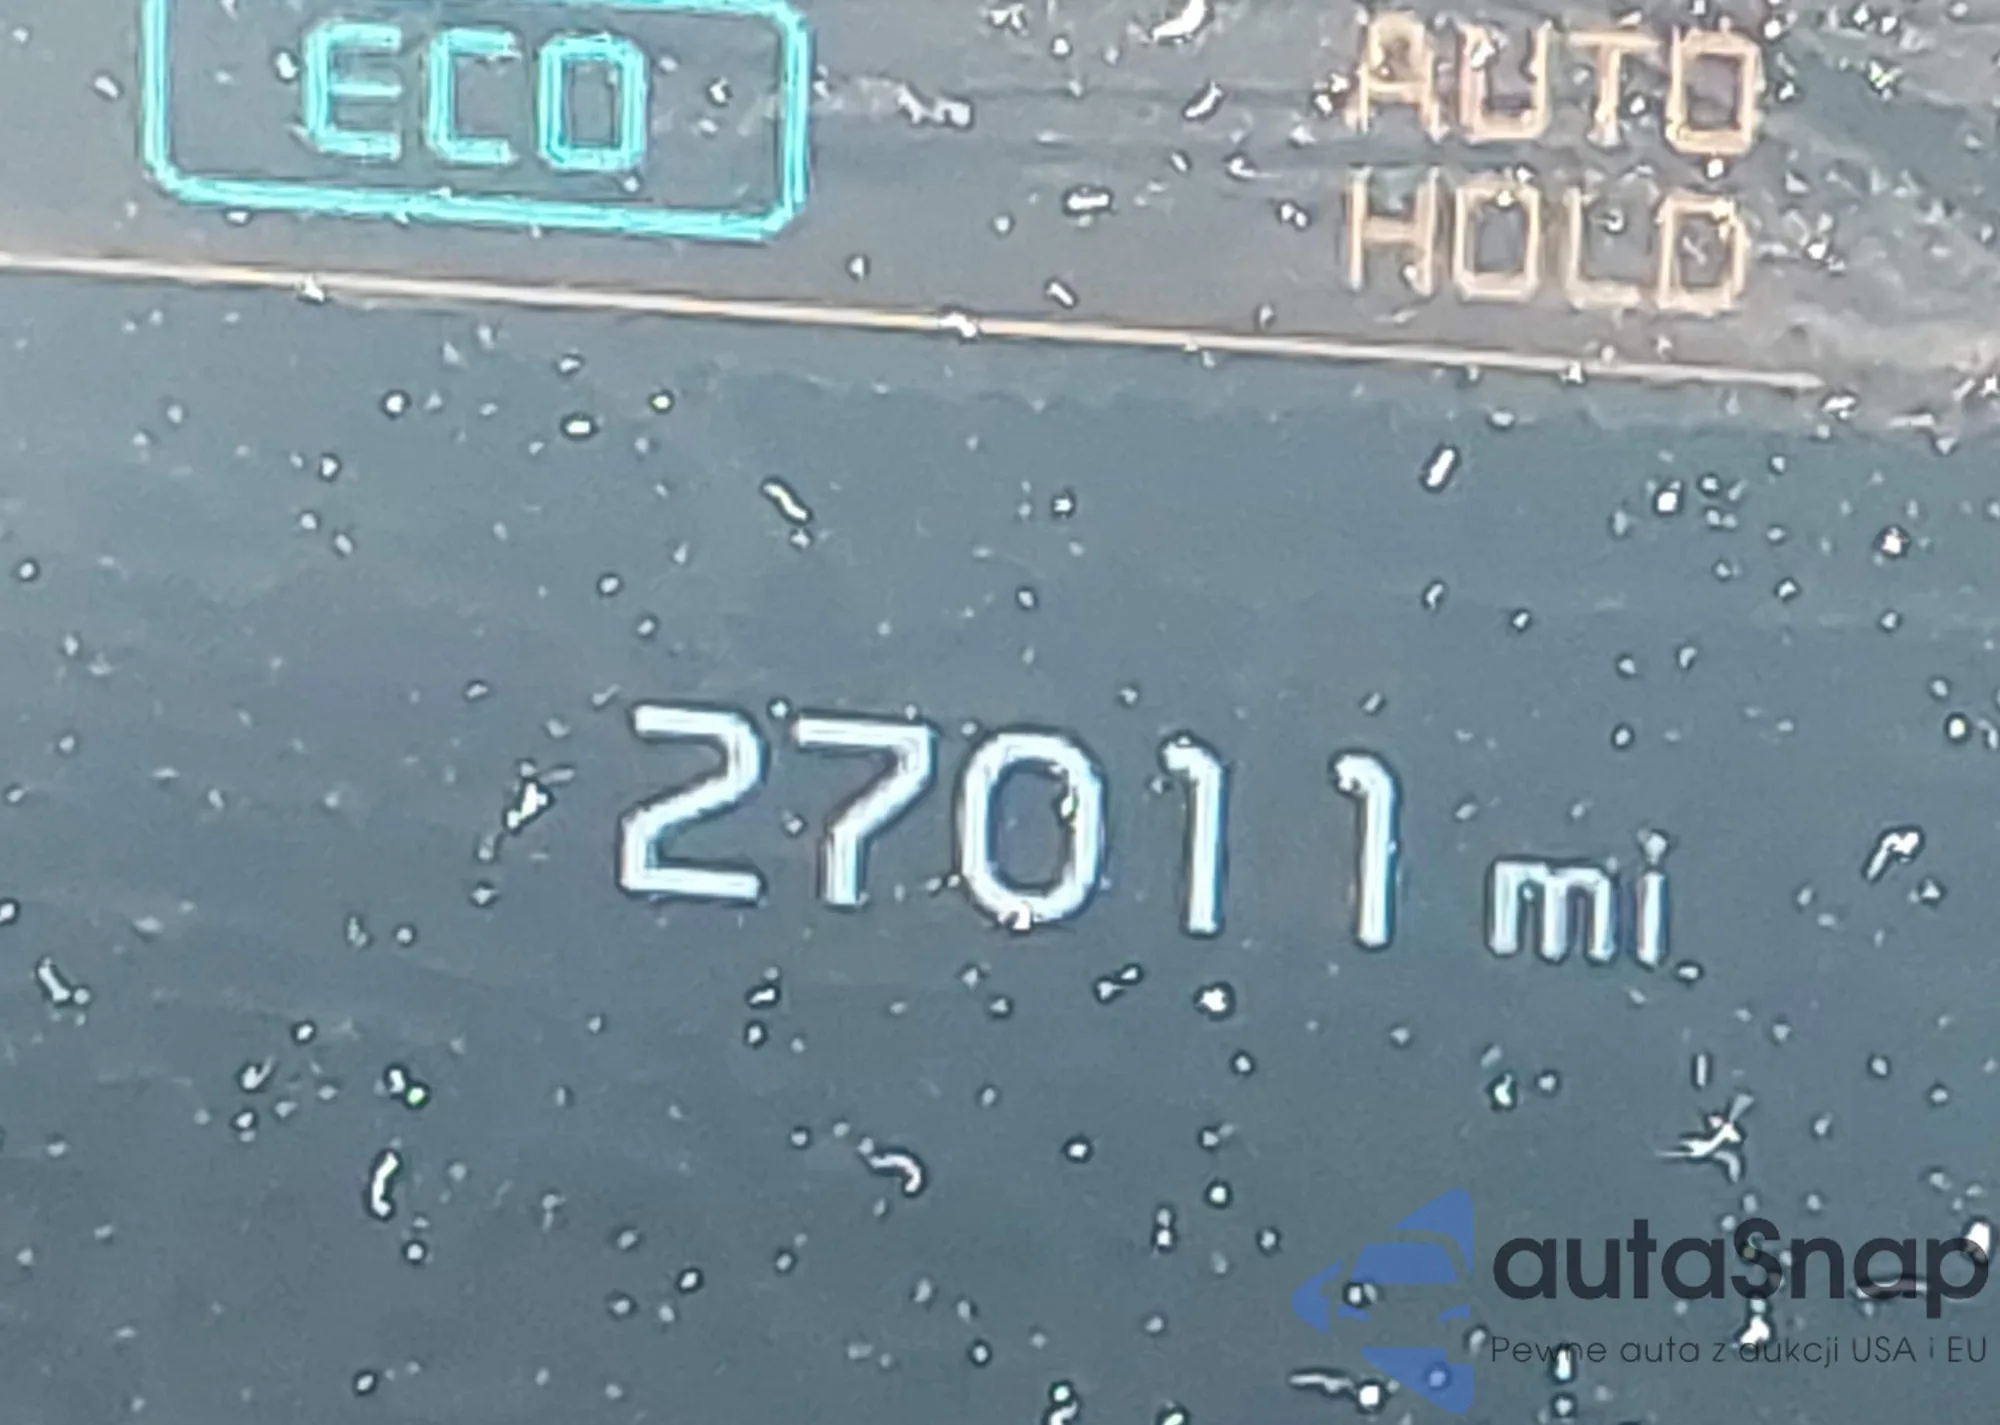 ECO
AUTO
HOLD
27011 mi
autaSnap
Pewne auta z aukcji USA i EU